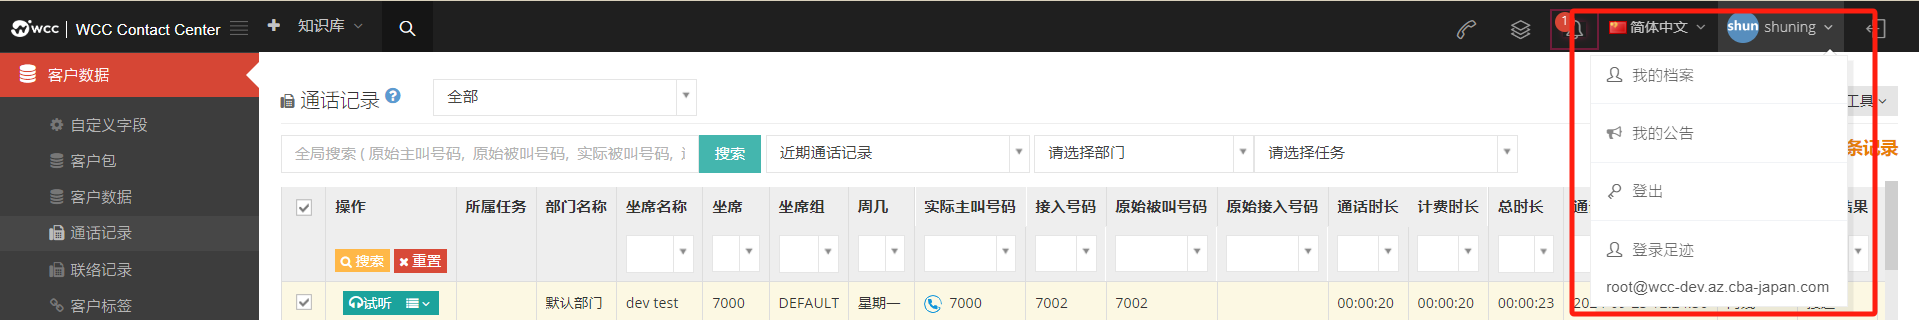 wcc | WCC Contact Center 知识库 1 简体中文 shun shuning
客户数据
自定义字段
客户包
客户数据
通话记录
联络记录
客户标签
通话记录 ? 全部
工具
全局搜索 ( 原始主叫号码, 原始被叫号码, 实际被叫号码, 搜索 近期通话记录 请选择部门 请选择任务
条记录
操作 所属任务 部门名称 坐席名称 坐席 坐席组 周几 实际主叫号码 接入号码 原始被叫号码 原始接入号码 通话时长 计费时长 总时长 通 结果
搜索 重置
试听 默认部门 dev test 7000 DEFAULT 星期一 7000 7002 7002 00:00:20 00:00:20 00:00:23
我的档案
我的公告
登出
登录足迹
root@wcc-dev.az.cba-japan.com